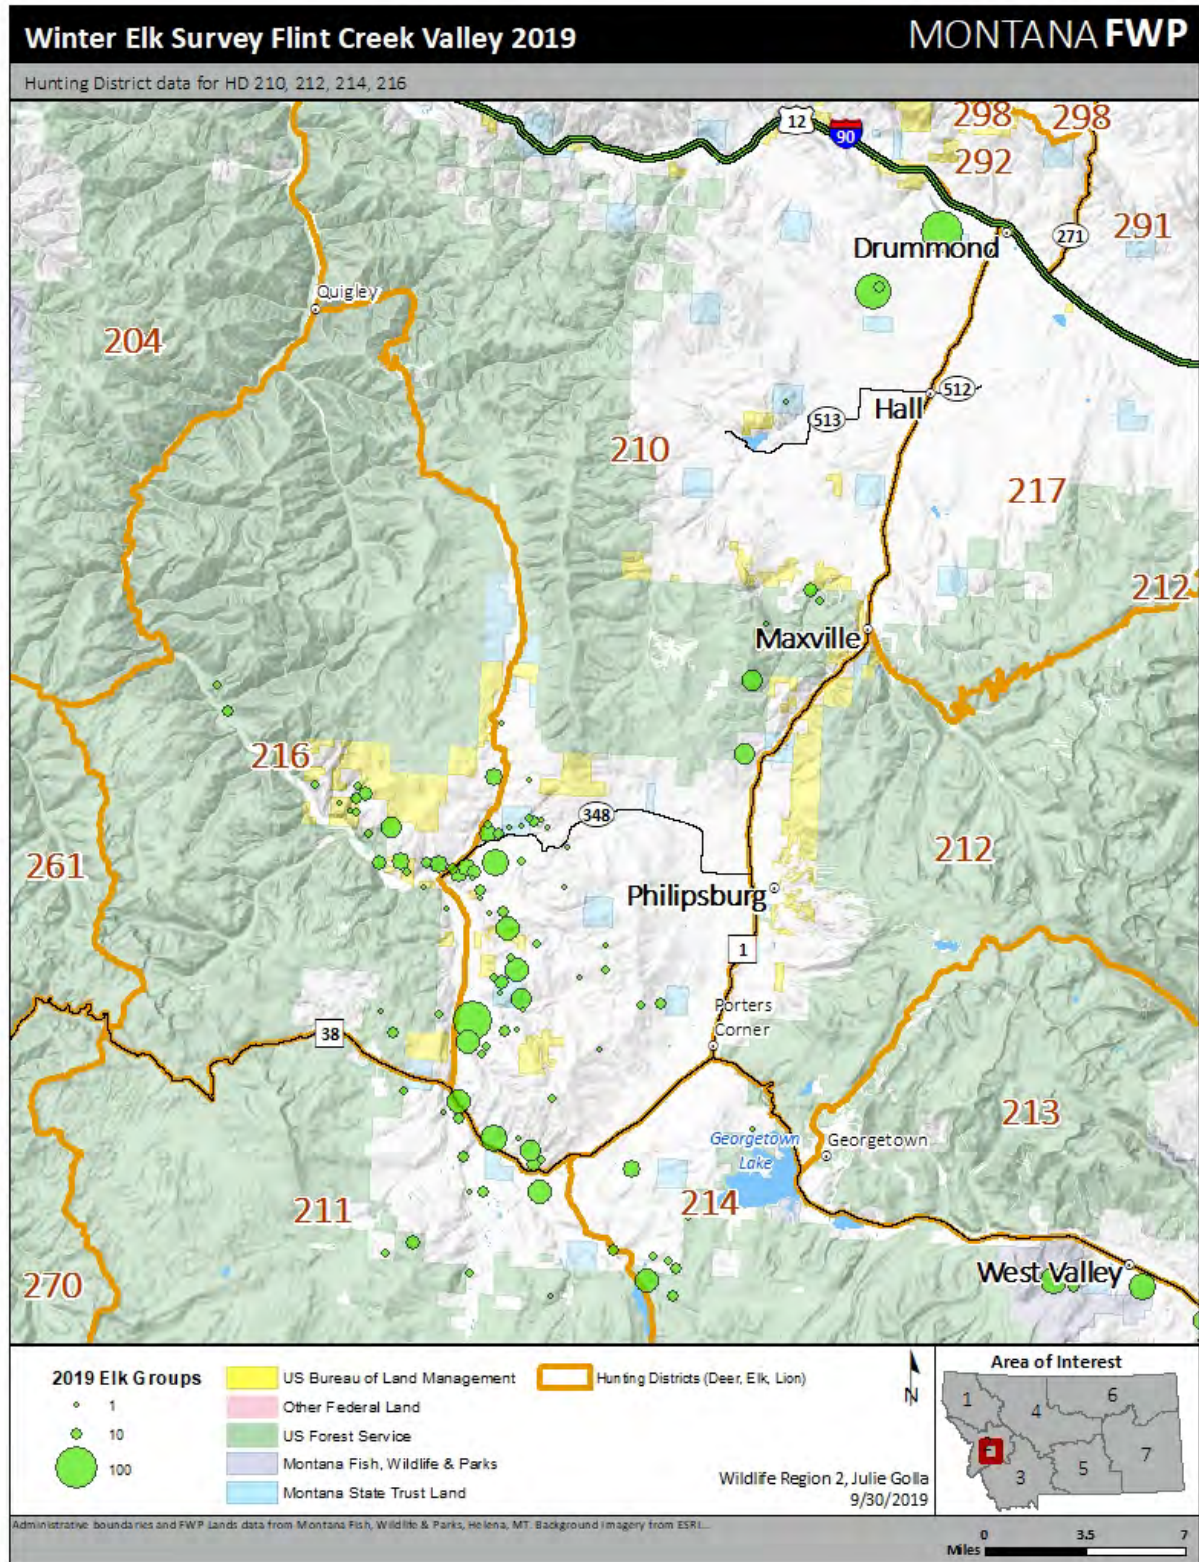 Winter Elk Survey Flint Creek Valley 2019
MONTANA FWP
Hunting District data for HD 210, 212, 214, 216
12
90
298
298
292
291
271
Drummond
Quigley
204
512
Hall
513
210
217
212
Maxville
216
348
212
261
Philipsburg
1
Porters
Corner
38
213
Georgetown
Lake
Georgetown
211
214
270
West Valley
2019 Elk Groups
1
10
100
US Bureau of Land Management
Other Federal Land
US Forest Service
Montana Fish, Wildlife & Parks
Montana State Trust Land
Hunting Districts (Deer, Elk, Lion)
N
Wildlife Region 2, Julie Golla
9/30/2019
Area of Interest
1
6
4
7
5
3
Administrative boundaries and FWP Lands data from Montana Fish, Wildlife & Parks, Helena, MT. Background Imagery from ESRI...
0 3.5 7
Miles